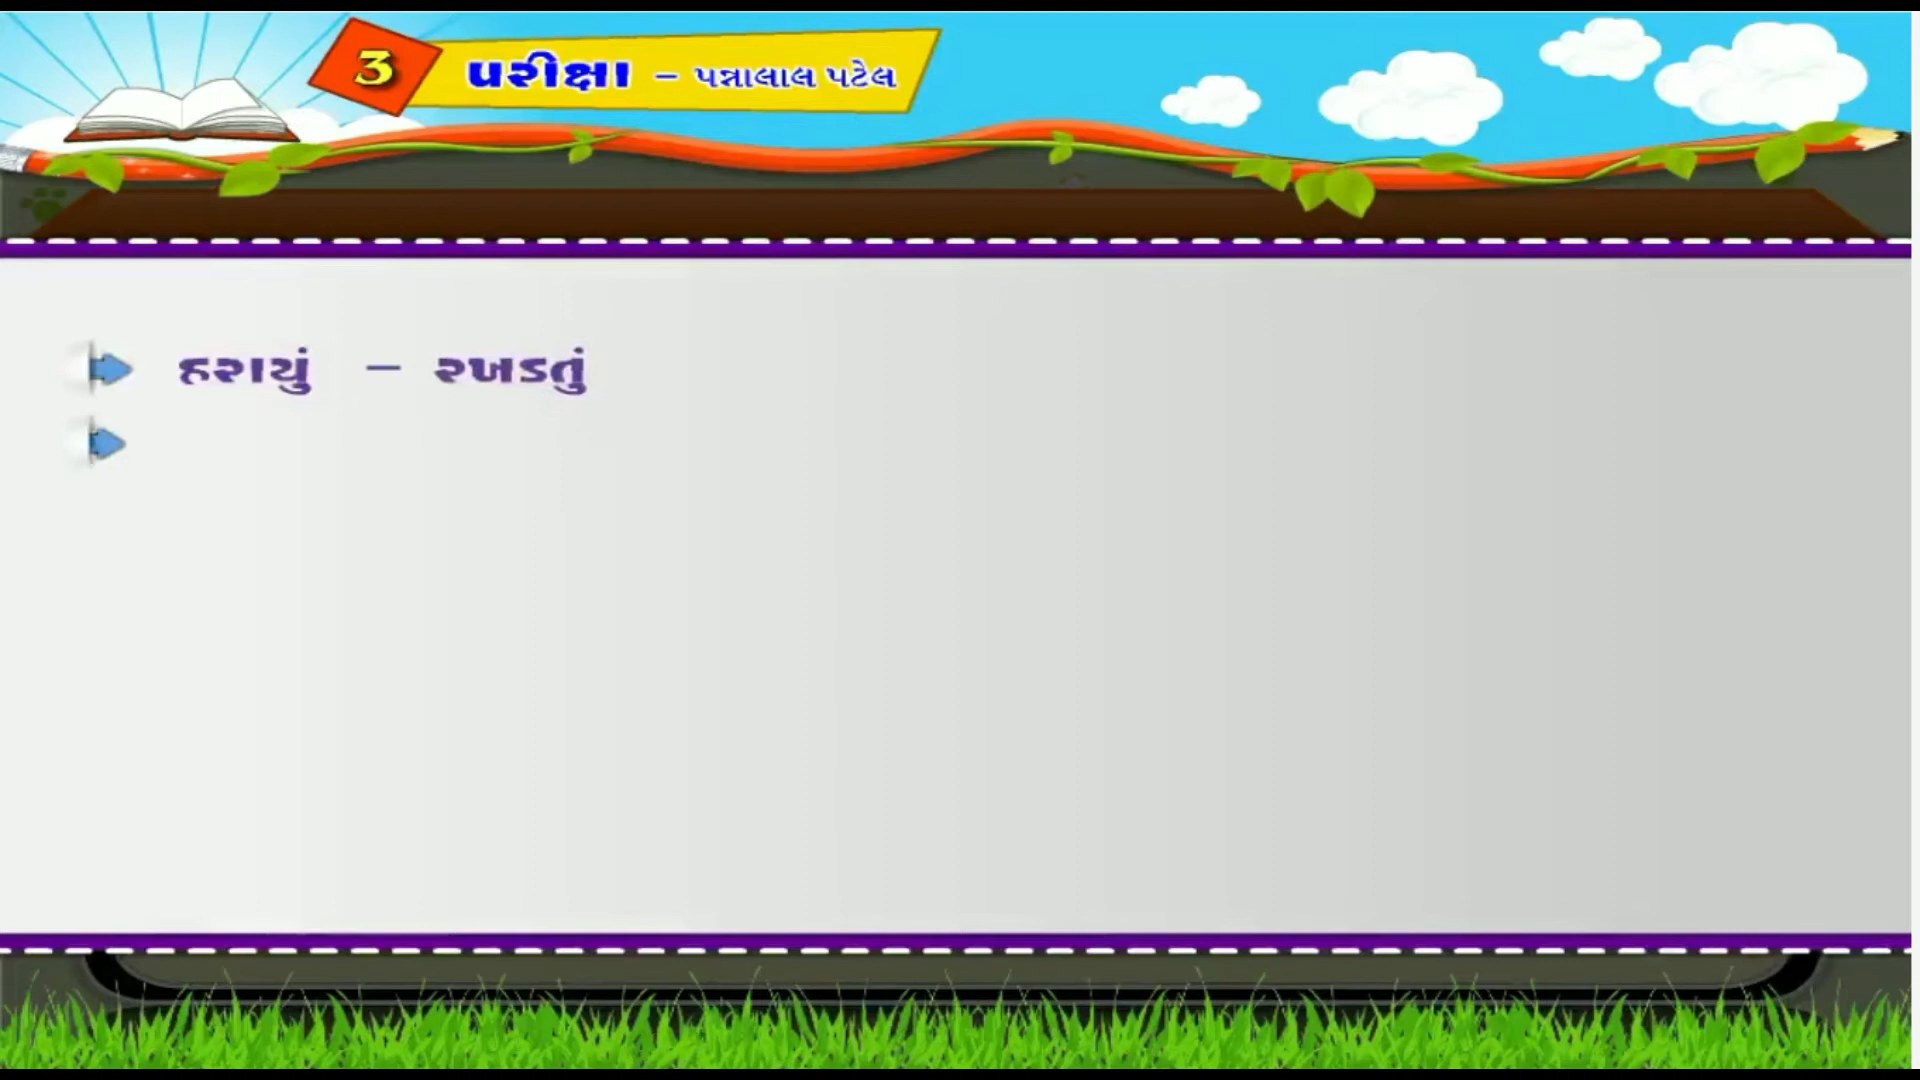 3 પરીક્ષા – પન્નાલાલ પટેલ
હરાયું – રખડતું